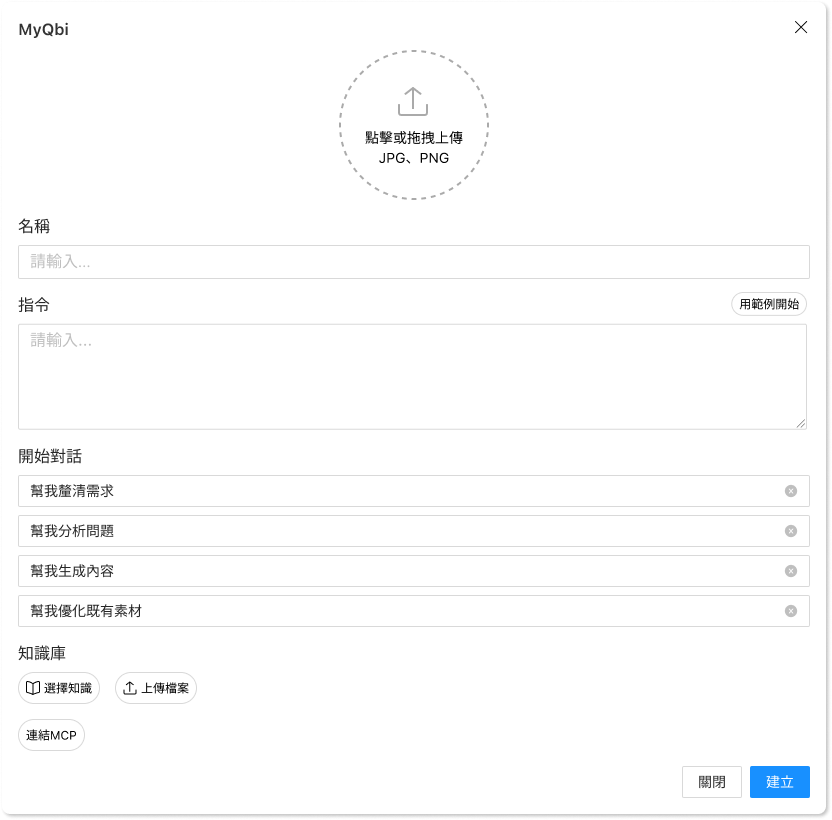 MyQbi
點擊或拖拽上傳
JPG、PNG
名稱
請輸入...
指令
用範例開始
請輸入...
開始對話
幫我釐清需求
幫我分析問題
幫我生成內容
幫我優化既有素材
知識庫
選擇知識
上傳檔案
連結MCP
關閉
建立